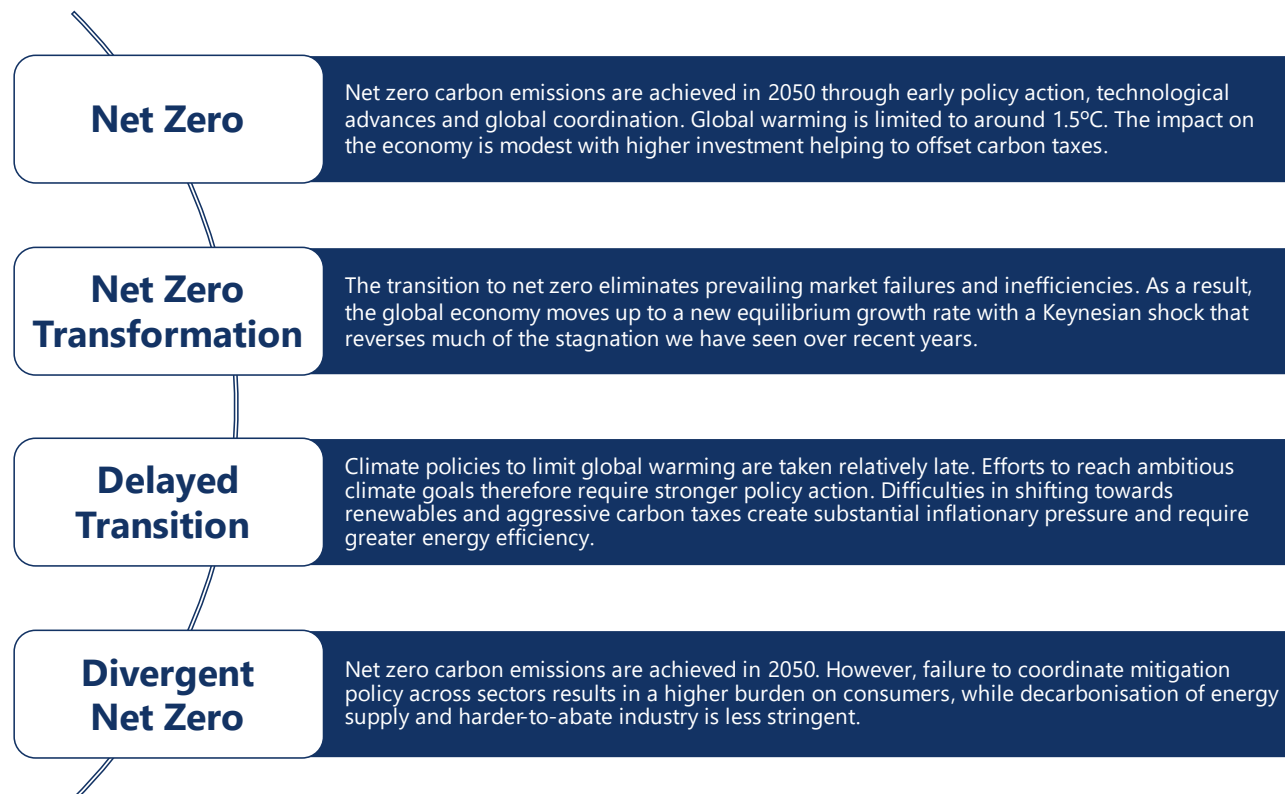 Net Zero
Net zero carbon emissions are achieved in 2050 through early policy action, technological
advances and global coordination. Global warming is limited to around 1.5ºC. The impact on
the economy is modest with higher investment helping to offset carbon taxes.
Net Zero
Transformation
The transition to net zero eliminates prevailing market failures and inefficiencies. As a result,
the global economy moves up to a new equilibrium growth rate with a Keynesian shock that
reverses much of the stagnation we have seen over recent years.
Delayed
Transition
Climate policies to limit global warming are taken relatively late. Efforts to reach ambitious
climate goals therefore require stronger policy action. Difficulties in shifting towards
renewables and aggressive carbon taxes create substantial inflationary pressure and require
greater energy efficiency.
Divergent
Net Zero
Net zero carbon emissions are achieved in 2050. However, failure to coordinate mitigation
policy across sectors results in a higher burden on consumers, while decarbonisation of energy
supply and harder-to-abate industry is less stringent.